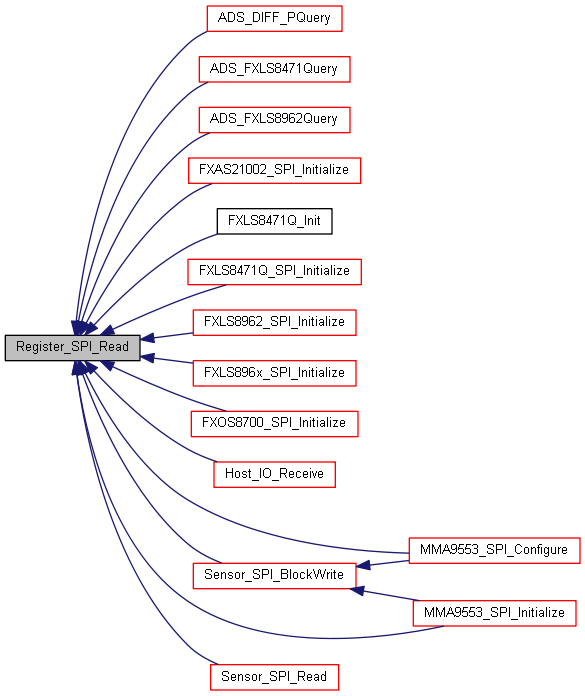 ADS_DIFF_PQuery
ADS_FXLS8471Query
ADS_FXLS8962Query
FXAS21002_SPI_Initialize
FXLS8471Q_Init
FXLS8471Q_SPI_Initialize
FXLS8962_SPI_Initialize
Register_SPI_Read
FXLS896x_SPI_Initialize
FXOS8700_SPI_Initialize
Host_IO_Receive
MMA9553_SPI_Configure
Sensor_SPI_BlockWrite
MMA9553_SPI_Initialize
Sensor_SPI_Read